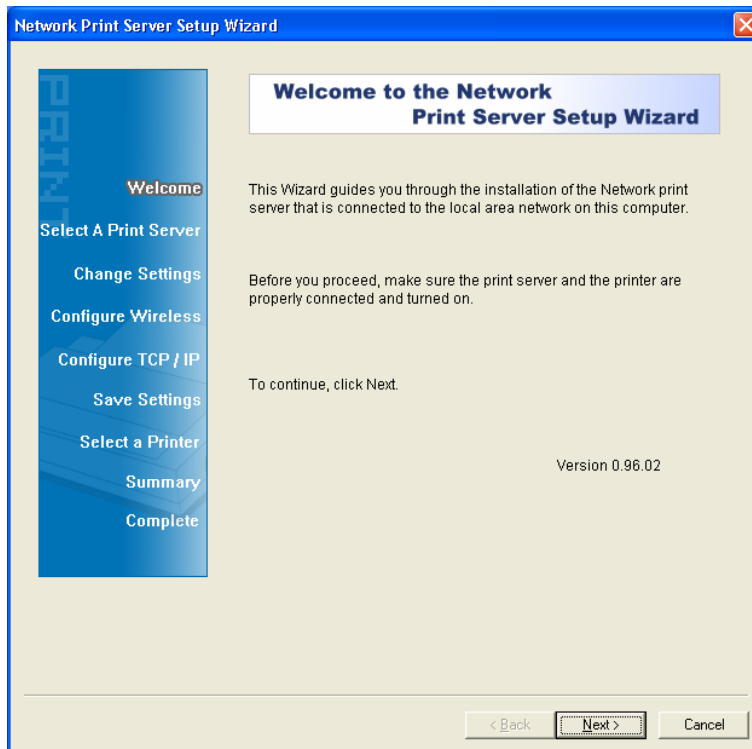 Network Print Server Setup Wizard
PRINT
Welcome to the Network
Print Server Setup Wizard
Welcome
Select A Print Server
Change Settings
Configure Wireless
Configure TCP / IP
Save Settings
Select a Printer
Summary
Complete
This Wizard guides you through the installation of the Network print
server that is connected to the local area network on this computer.
Before you proceed, make sure the print server and the printer are
properly connected and turned on.
To continue, click Next.
Version 0.96.02
< Back
Next >
Cancel